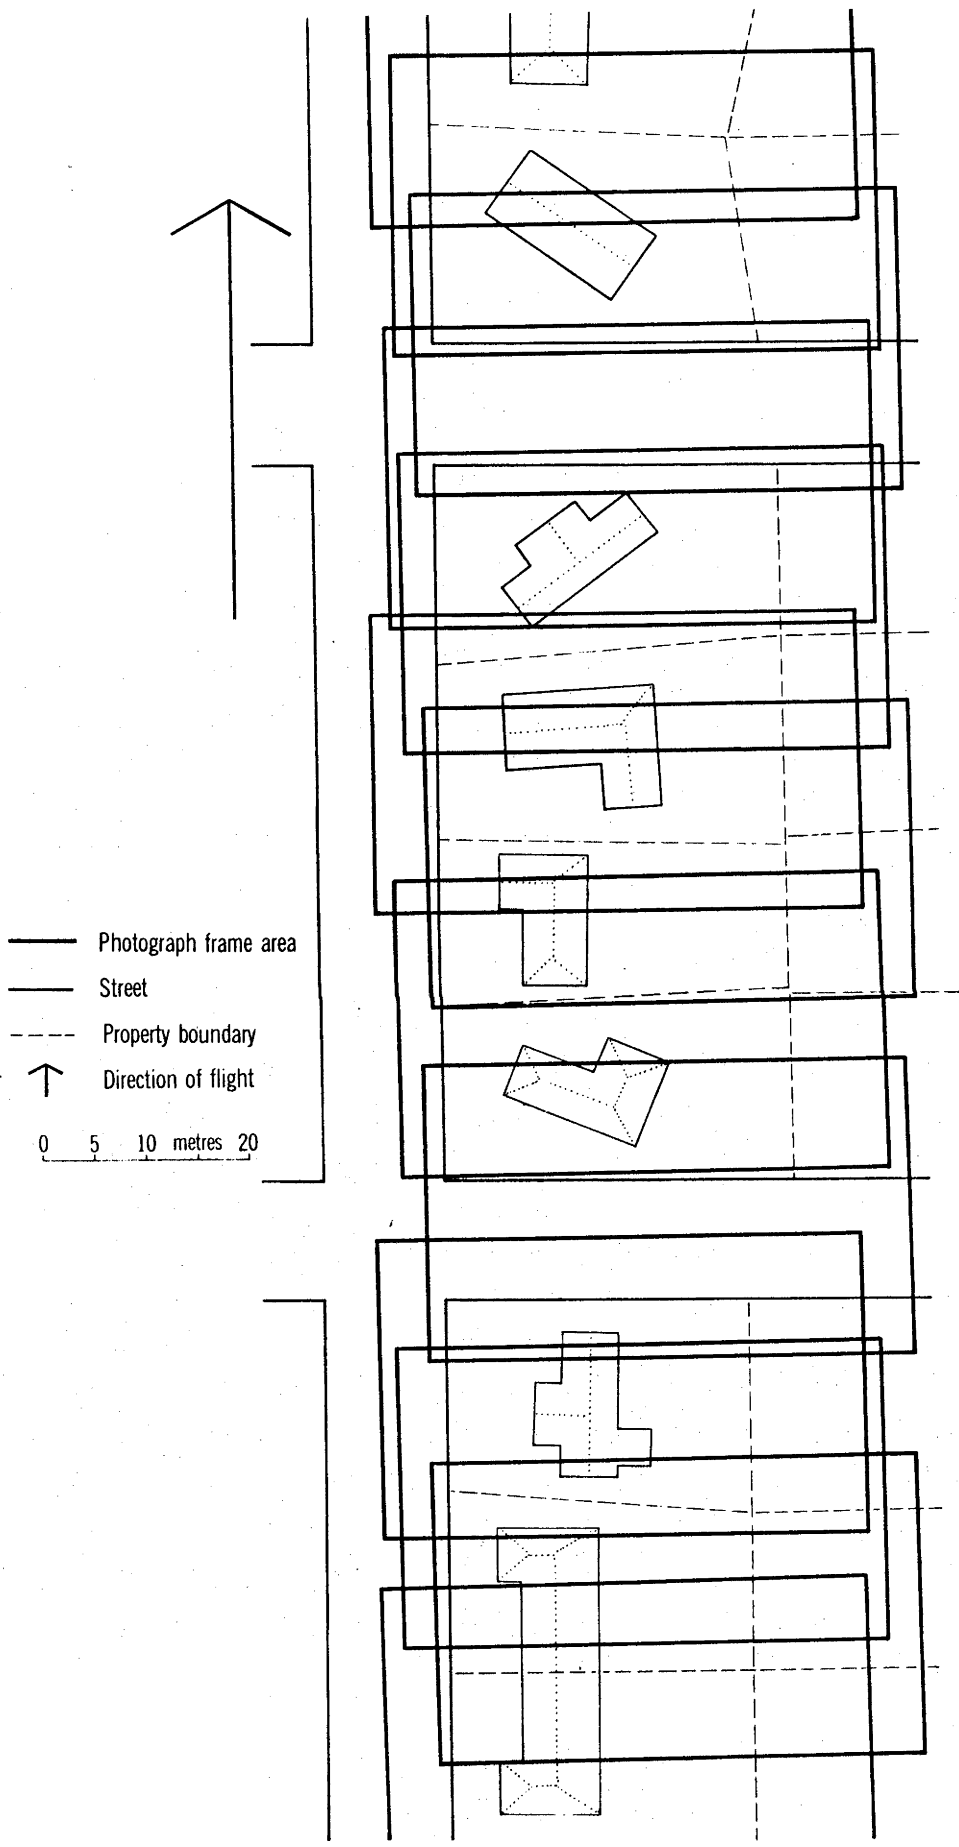 Photograph frame area
Street
Property boundary
Direction of flight
0 5 10 metres 20